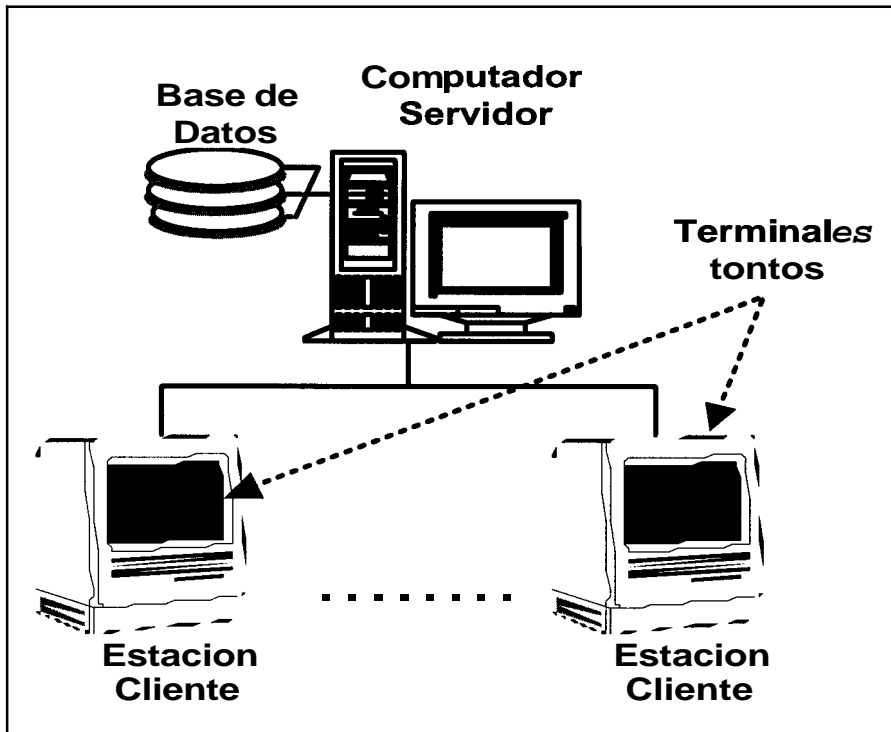 Base de
Datos
Computador
Servidor
Terminales
tontos
Estacion
Cliente
Estacion
Cliente